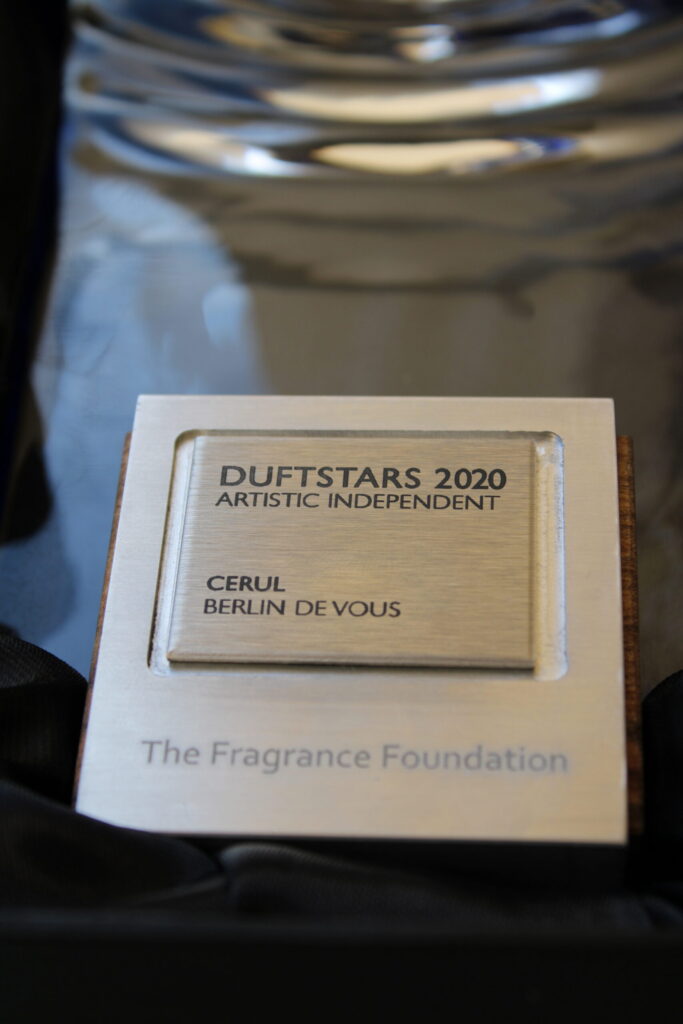 DUFTSTARS 2020
ARTISTIC INDEPENDENT
CERUL
BERLIN DE VOUS
The Fragrance Foundation